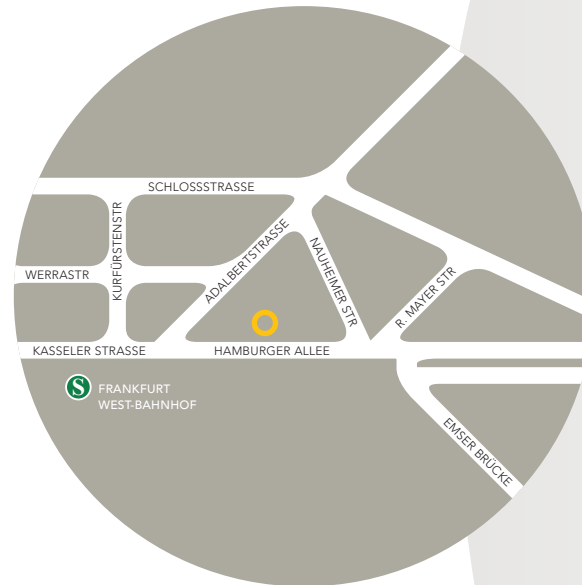 SCHLOSSSTRASSE
KURFÜRSTENSTR
ADALBERTSTRASSE
NAUHEIMER STR
WERRASTR
R. MAYER STR
KASSELER STRASSE
HAMBURGER ALLEE
S
FRANKFURT
WEST-BAHNHOF
EMSER BRÜCKE